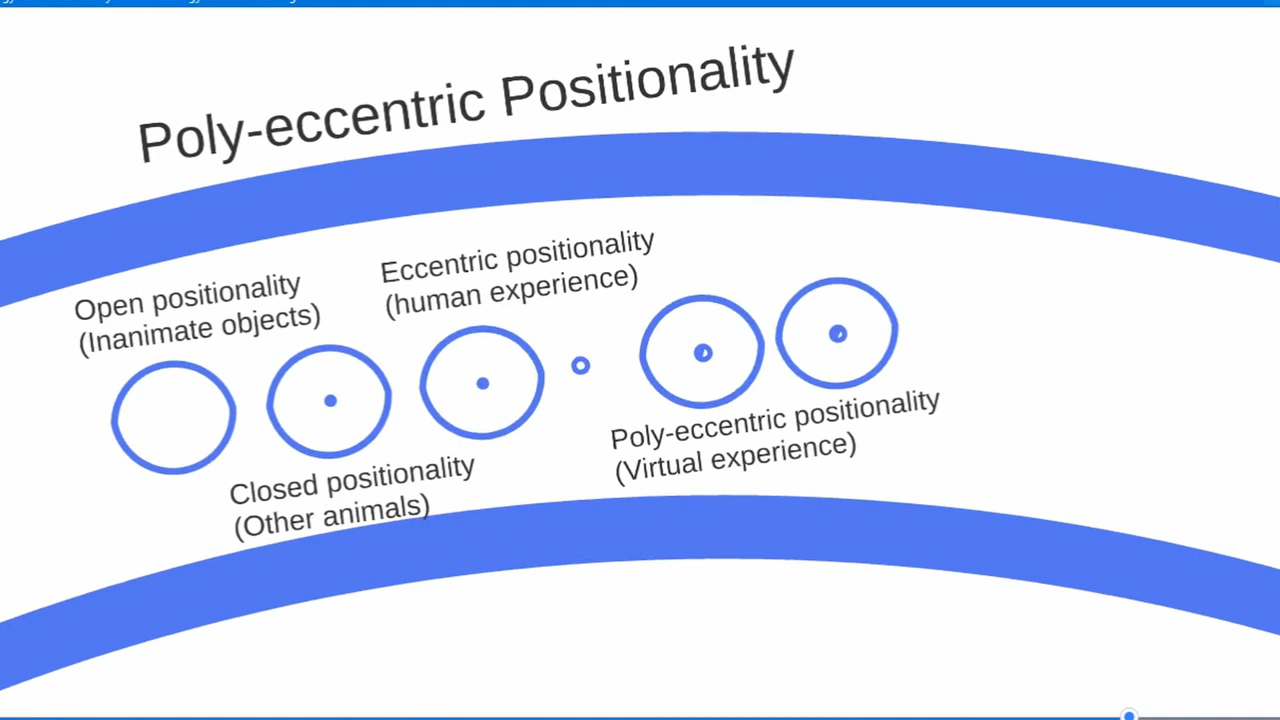 Poly-eccentric Positionality
Open positionality
(Inanimate objects)
Eccentric positionality
(human experience)
Closed positionality
(Other animals)
Poly-eccentric positionality
(Virtual experience)